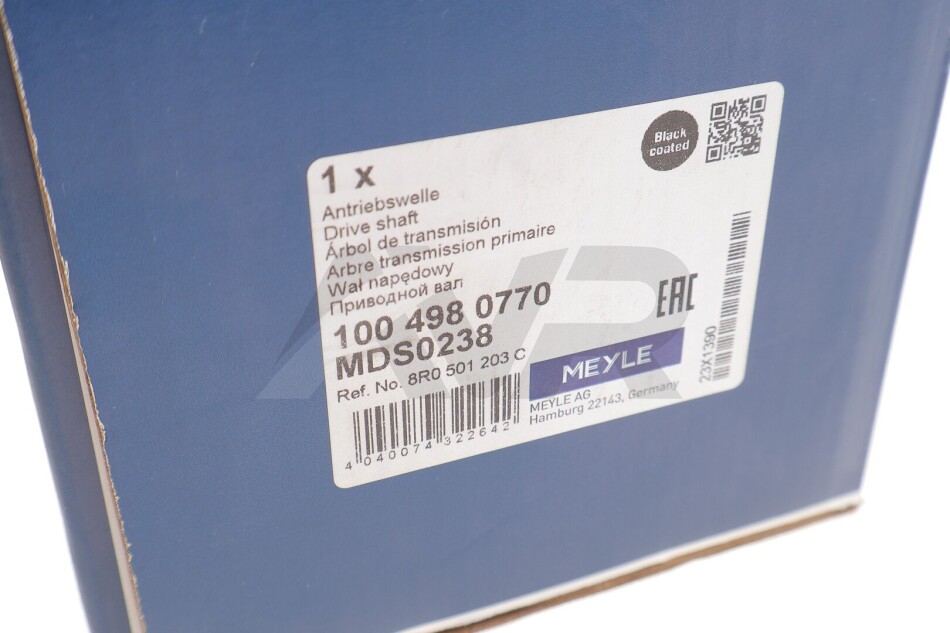 Black
coated
1 x
Antriebswelle
Drive shaft
Árbol de transmisión
Arbre transmission primaire
Wał napędowy
Приводной вал
100 498 0770
MDS0238
Ref. No. 8R0 501 203 C
EAC
MEYLE
MEYLE AG
Hamburg 22143, Germany
4 040074 322642
23X1390
NR